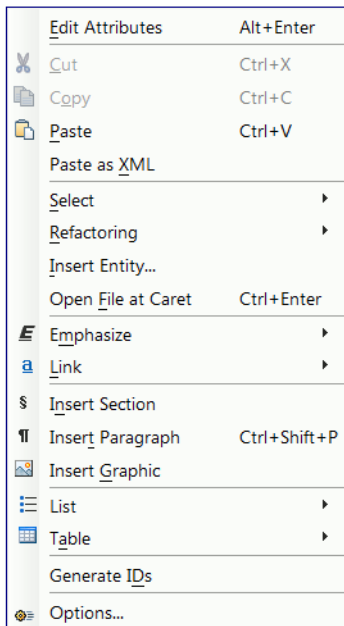 Edit Attributes Alt+Enter
Cut Ctrl+X
Copy Ctrl+C
Paste Ctrl+V
Paste as XML
Select
Refactoring
Insert Entity...
Open File at Caret Ctrl+Enter
E Emphasize
a Link
§ Insert Section
¶ Insert Paragraph Ctrl+Shift+P
Insert Graphic
List
Table
Generate IDs
Options...